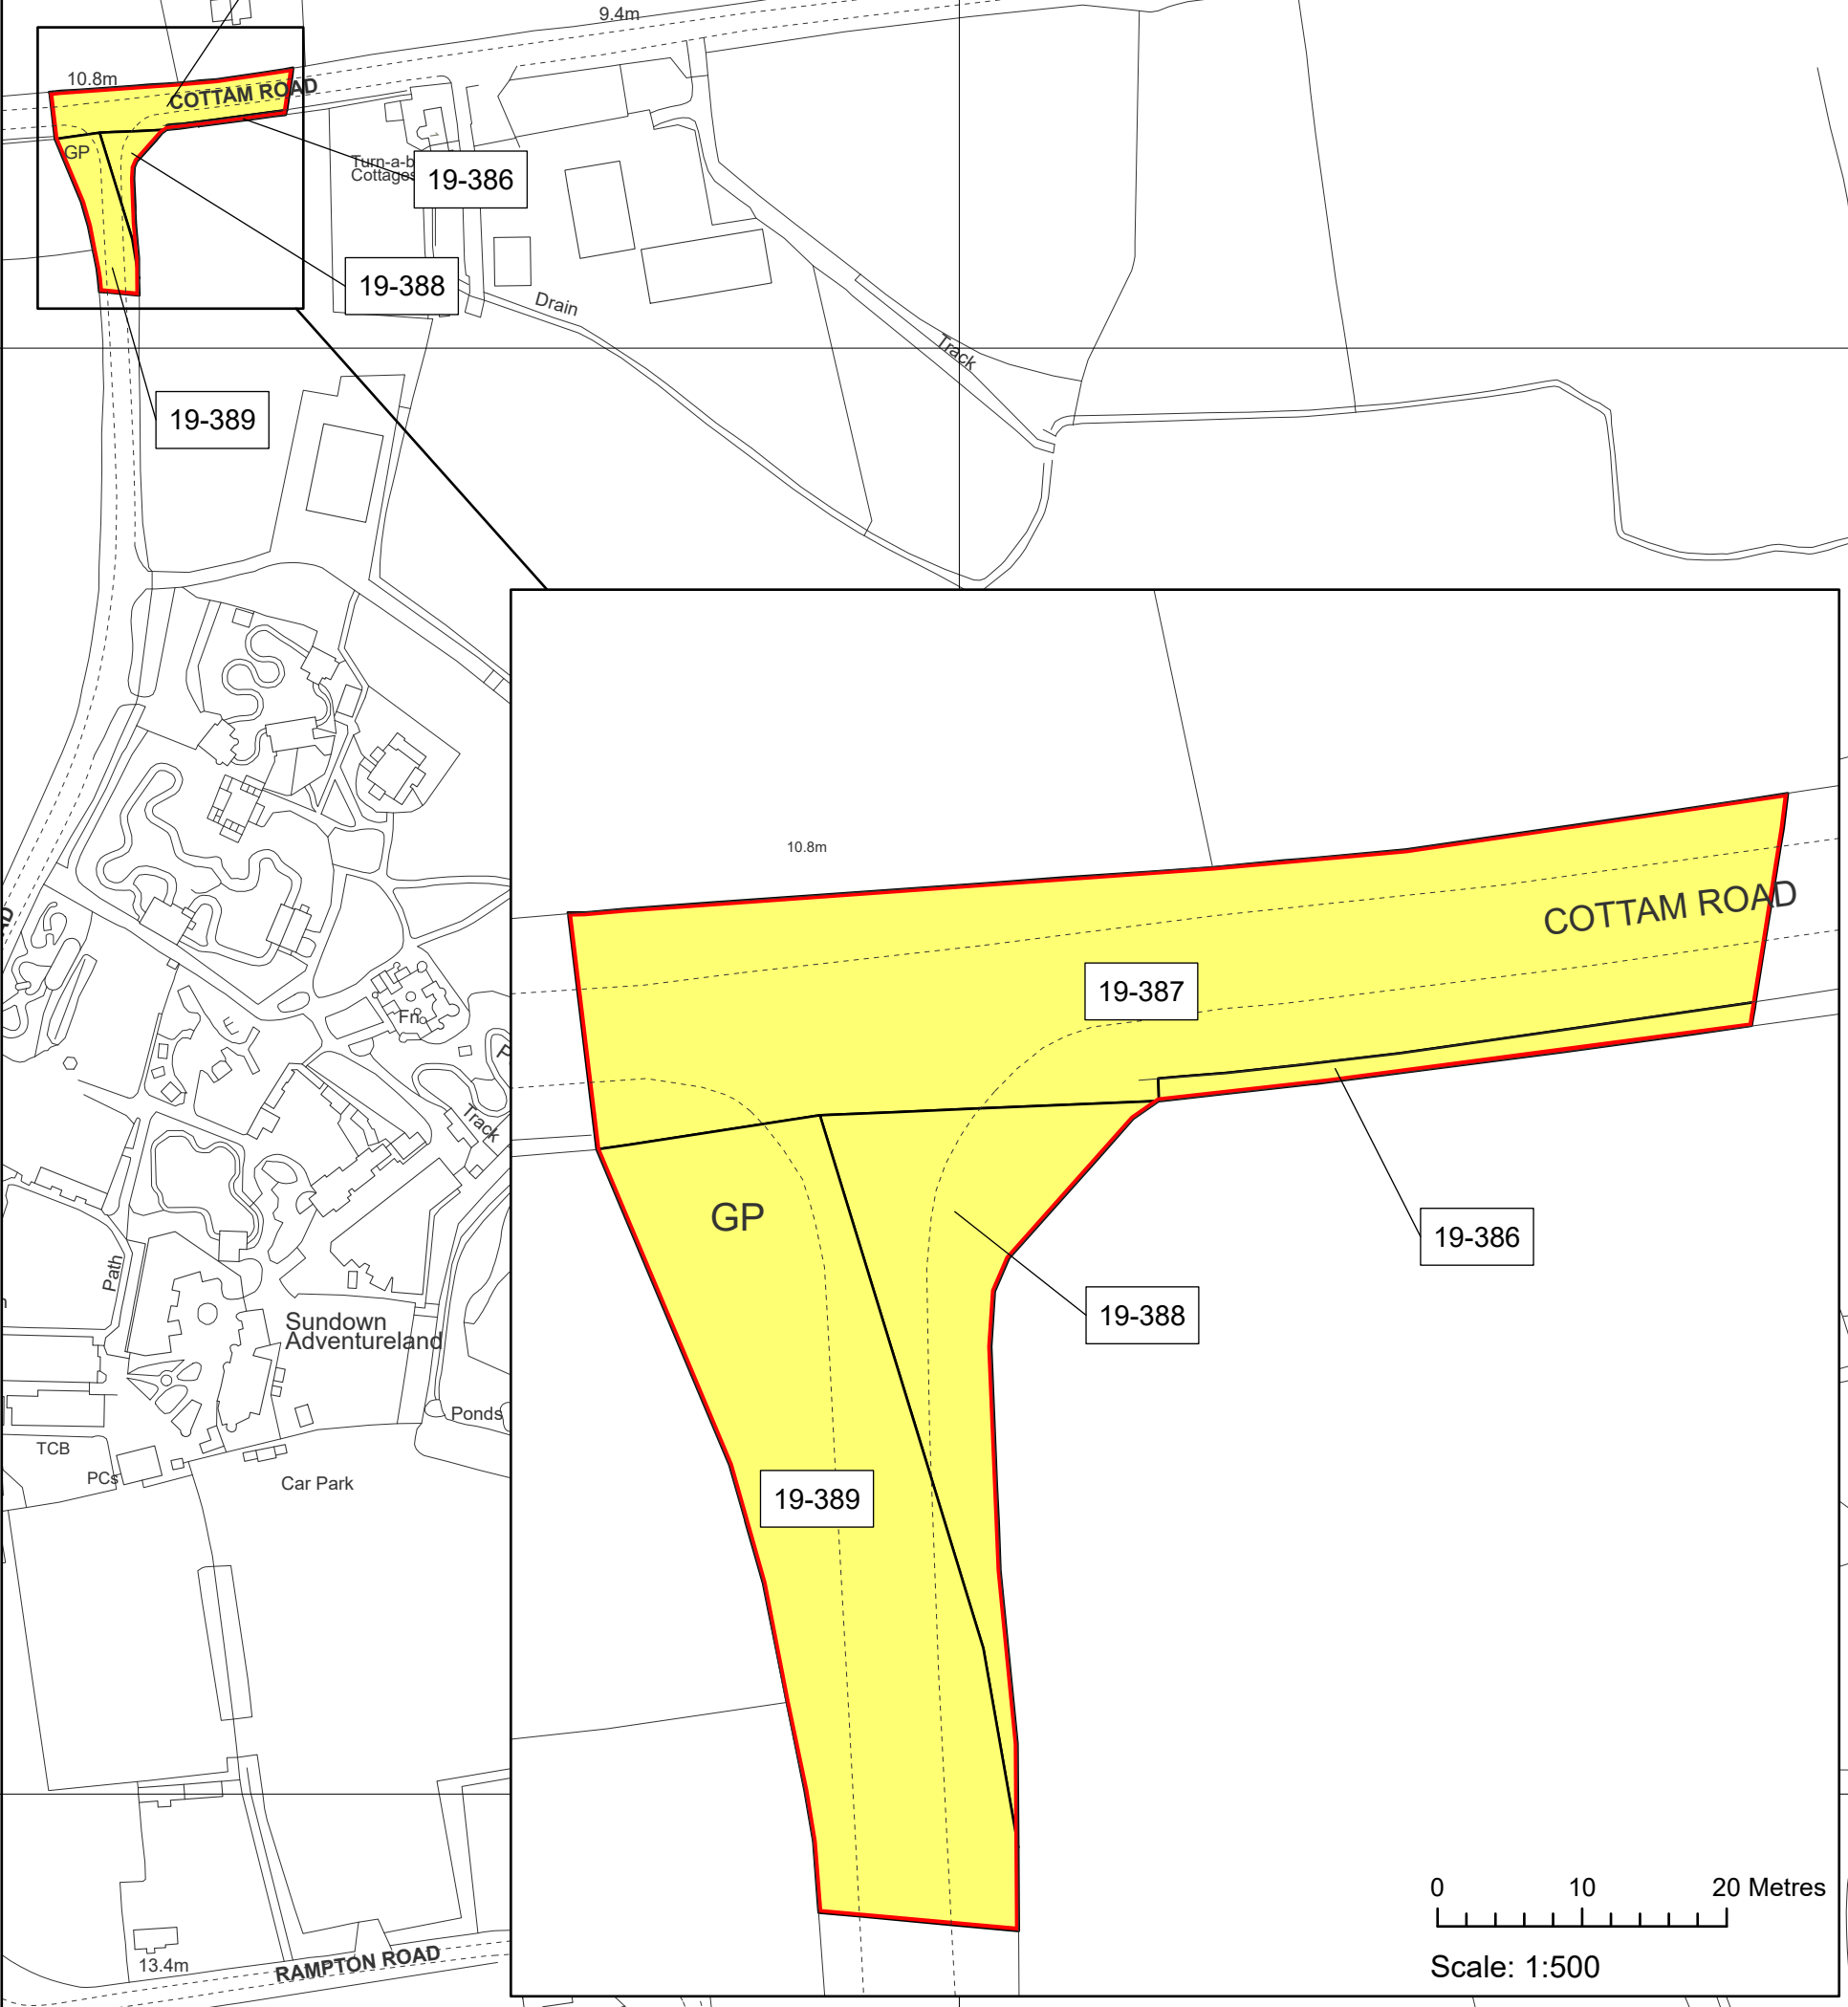 9.4m
10.8m
COTTAM ROAD
GP
Turn-a-b
Cottages
19-386
19-388
Drain
Track
19-389
10.8m
COTTAM ROAD
19-387
Fn
Track
GP
19-386
19-388
Path
Sundown
Adventureland
Ponds
TCB
PCs
Car Park
19-389
0 10 20 Metres
Scale: 1:500
13.4m
RAMPTON ROAD